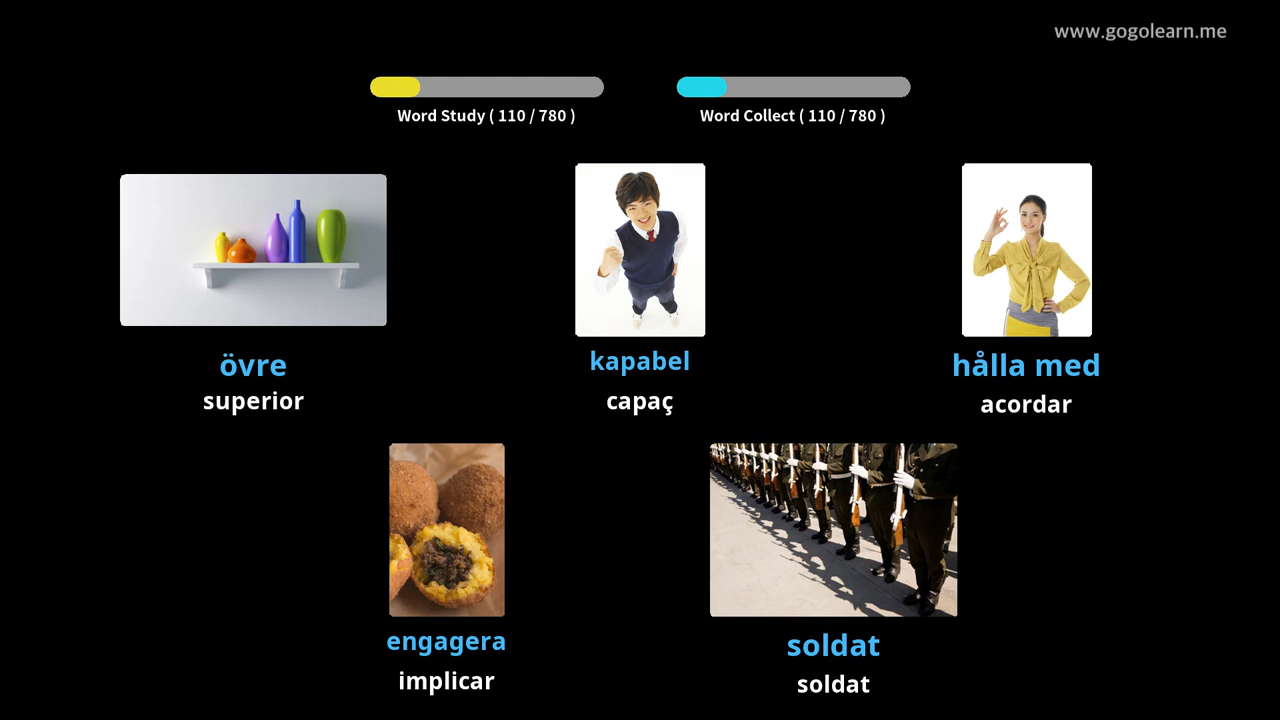 www.gogolearn.me
Word Study ( 110 / 780 )
Word Collect ( 110 / 780 )
övre
superior
kapabel
capaç
hålla med
acordar
engagera
implicar
soldat
soldat